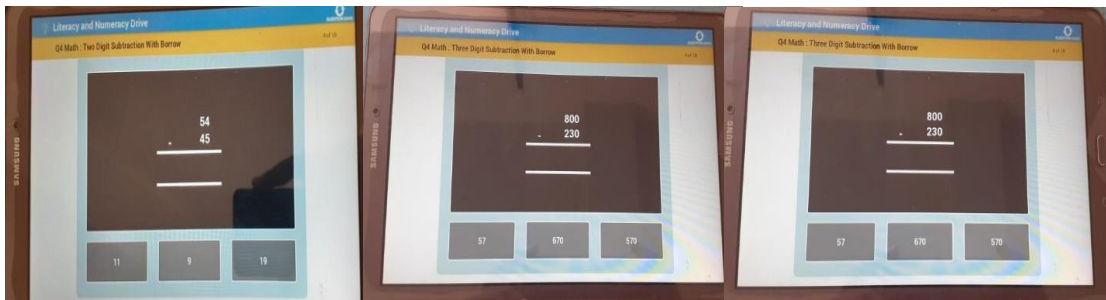 Literacy and Numeracy Drive
Q4 Math : Two Digit Subtraction With Borrow
54
- 45
11 9 19
SAMSUNG
Literacy and Numeracy Drive
Q4 Math : Three Digit Subtraction With Borrow
800
- 230
57 670 570
SAMSUNG
Literacy and Numeracy Drive
Q4 Math : Three Digit Subtraction With Borrow
800
- 230
57 670 570
SAMSUNG